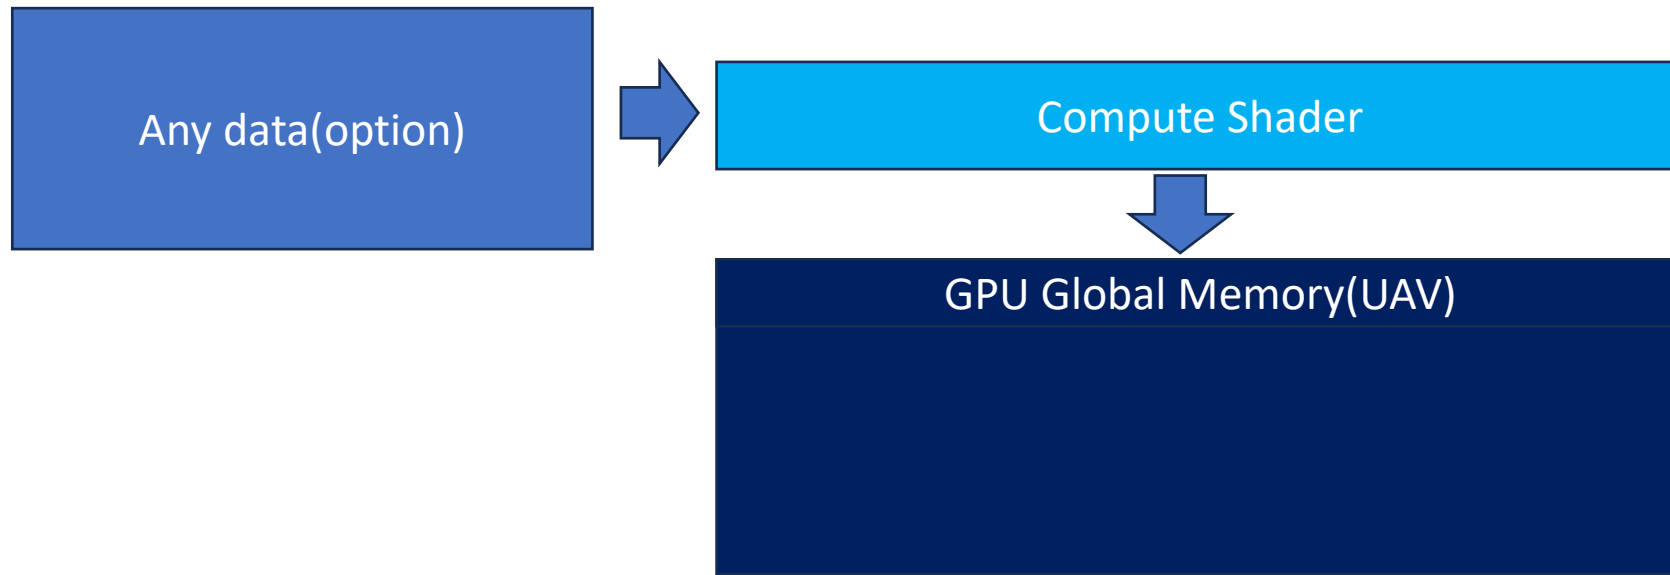 Any data(option)
Compute Shader
GPU Global Memory(UAV)